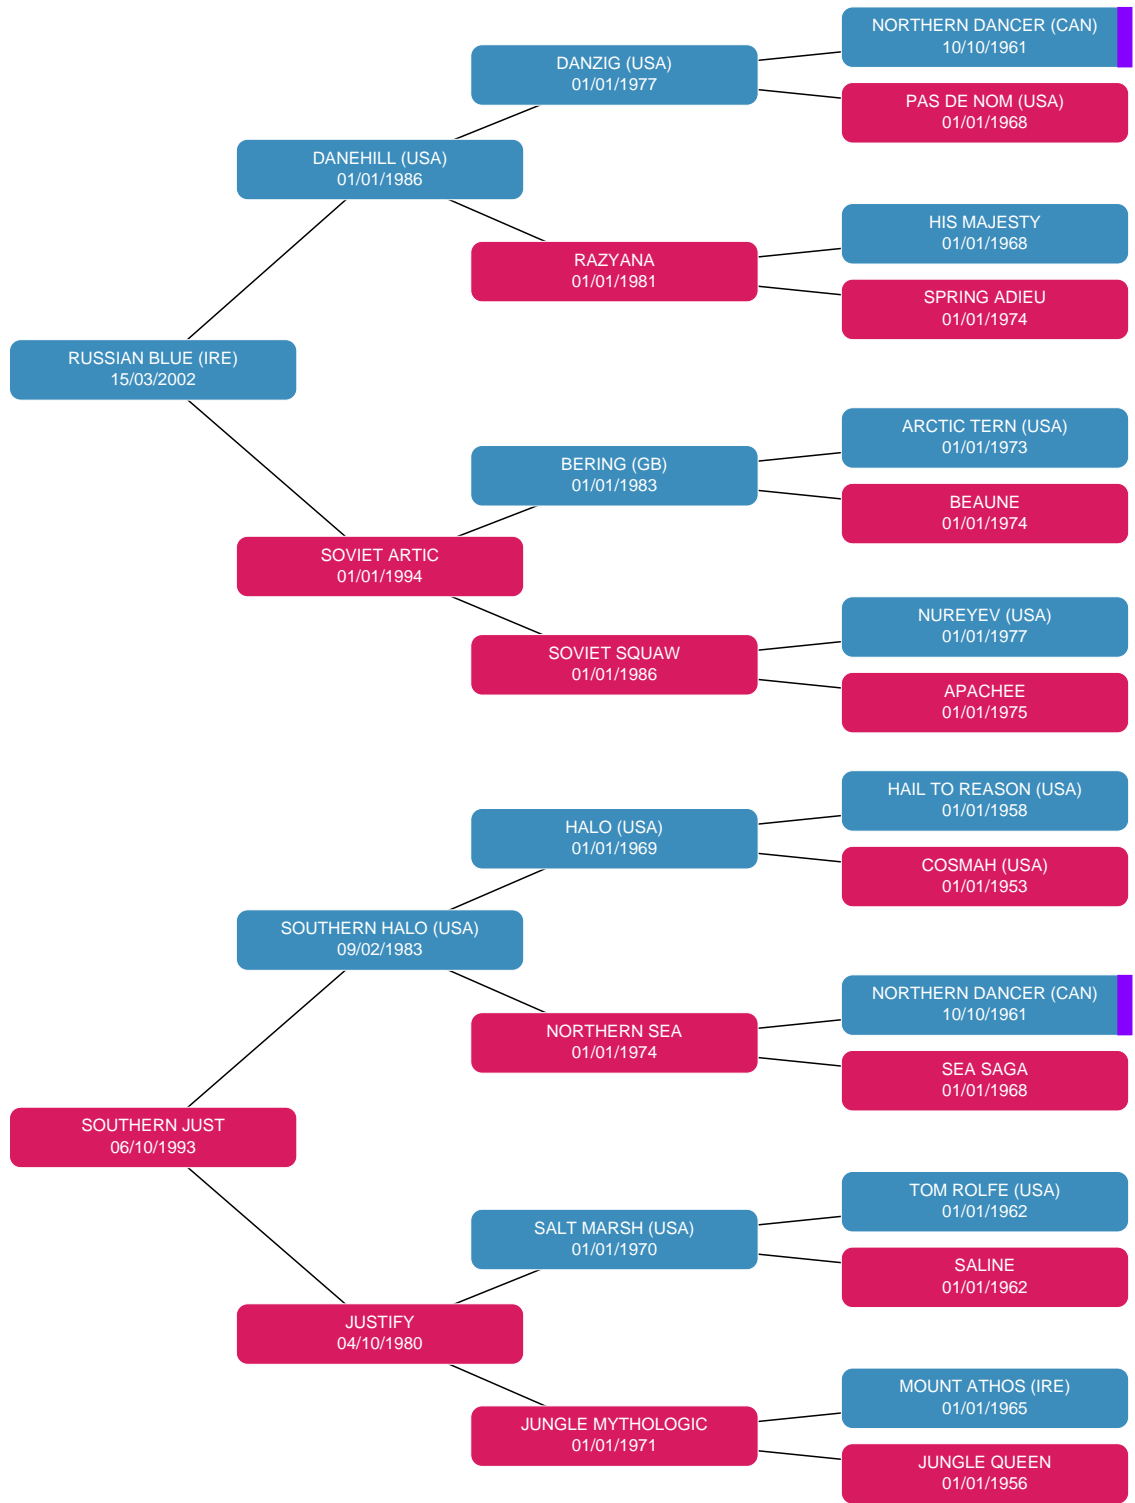 NORTHERN DANCER (CAN)
10/10/1961
DANZIG (USA)
01/01/1977
PAS DE NOM (USA)
01/01/1968
DANEHILL (USA)
01/01/1986
HIS MAJESTY
01/01/1968
RAZYANA
01/01/1981
SPRING ADIEU
01/01/1974
RUSSIAN BLUE (IRE)
15/03/2002
ARCTIC TERN (USA)
01/01/1973
BERING (GB)
01/01/1983
BEAUNE
01/01/1974
SOVIET ARTIC
01/01/1994
NUREYEV (USA)
01/01/1977
SOVIET SQUAW
01/01/1986
APACHEE
01/01/1975
HAIL TO REASON (USA)
01/01/1958
HALO (USA)
01/01/1969
COSMAH (USA)
01/01/1953
SOUTHERN HALO (USA)
09/02/1983
NORTHERN DANCER (CAN)
10/10/1961
NORTHERN SEA
01/01/1974
SEA SAGA
01/01/1968
SOUTHERN JUST
06/10/1993
TOM ROLFE (USA)
01/01/1962
SALT MARSH (USA)
01/01/1970
SALINE
01/01/1962
JUSTIFY
04/10/1980
MOUNT ATHOS (IRE)
01/01/1965
JUNGLE MYTHOLOGIC
01/01/1971
JUNGLE QUEEN
01/01/1956